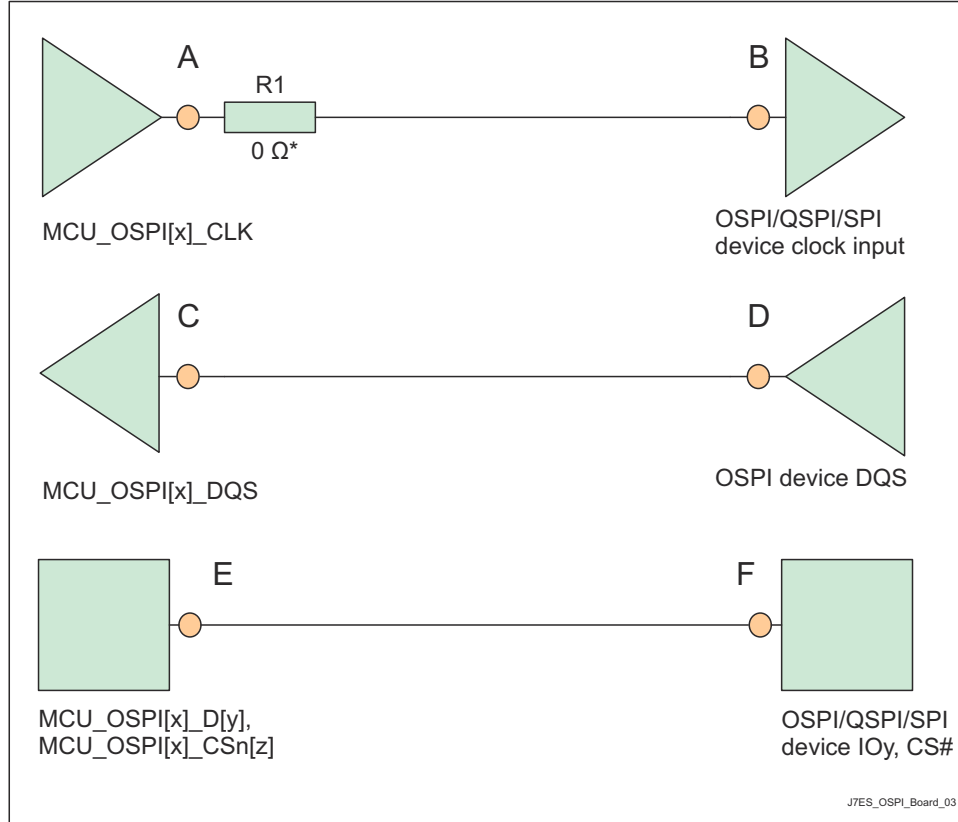 A
R1
B
0 Ω*
MCU_OSPI[x]_CLK
OSPI/QSPI/SPI
device clock input
C
D
MCU_OSPI[x]_DQS
OSPI device DQS
E
F
MCU_OSPI[x]_D[y],
MCU_OSPI[x]_CSn[z]
OSPI/QSPI/SPI
device IOy, CS#
J7ES_OSPI_Board_03